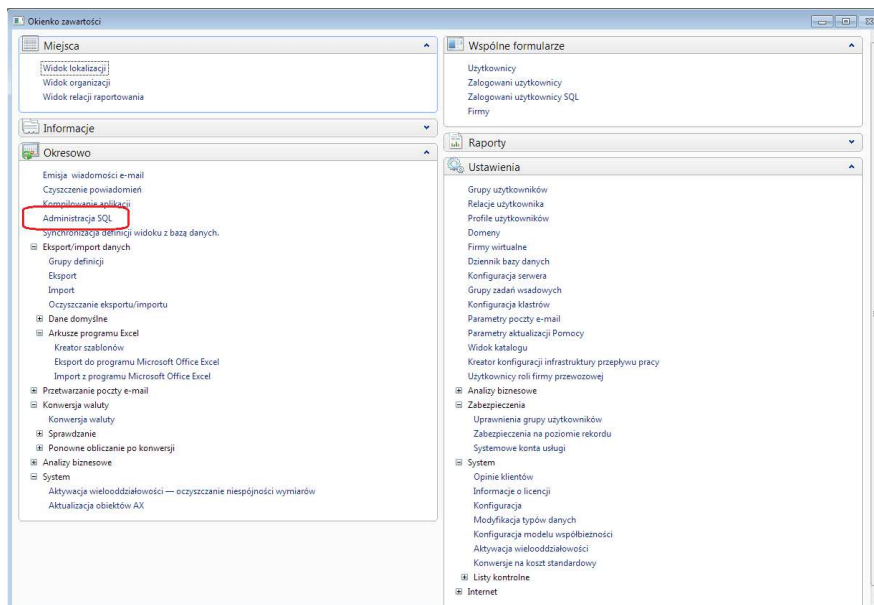 Okienko zawartości
Miejsca
Widok lokalizacji
Widok organizacji
Widok relacji raportowania
Informacje
Okresowo
Emisja wiadomości e-mail
Czyszczenie powiadomień
Kompilowanie aplikacji
Administracja SQL
Synchronizacja definicji widoku z bazą danych.
Eksport/import danych
Grupy definicji
Eksport
Import
Oczyszczanie eksportu/importu
Dane domyślne
Arkusze programu Excel
Kreator szablonów
Eksport do programu Microsoft Office Excel
Import z programu Microsoft Office Excel
Przetwarzanie poczty e-mail
Konwersja waluty
Konwersja waluty
Sprawdzanie
Ponowne obliczanie po konwersji
Analizy biznesowe
System
Aktywacja wielooddziałowości — oczyszczanie niespójności wymiarów
Aktualizacja obiektów AX
Wspólne formularze
Użytkownicy
Zalogowani użytkownicy
Zalogowani użytkownicy SQL
Firmy
Raporty
Ustawienia
Grupy użytkowników
Relacje użytkownika
Profile użytkowników
Domeny
Firmy wirtualne
Dziennik bazy danych
Konfiguracja serwera
Grupy zadań wsadowych
Konfiguracja klastrów
Parametry poczty e-mail
Parametry aktualizacji Pomocy
Widok katalogu
Kreator konfiguracji infrastruktury przepływu pracy
Użytkownicy roli firmy przewozowej
Analizy biznesowe
Zabezpieczenia
Uprawnienia grupy użytkowników
Zabezpieczenia na poziomie rekordu
Systemowe konta usługi
System
Opinie klientów
Informacje o licencji
Konfiguracja
Modyfikacja typów danych
Konfiguracja modelu współbieżności
Aktywacja wielooddziałowości
Konwersje na koszt standardowy
Listy kontrolne
Internet